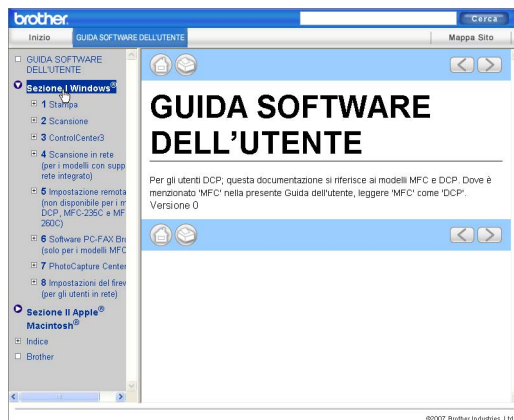 brother.
Cerca
Inizio
GUIDA SOFTWARE DELL'UTENTE
Mappa Sito
GUIDA SOFTWARE
DELL'UTENTE
Sezione I Windows®
1 Stampa
2 Scansione
3 ControlCenter3
4 Scansione in rete
(per i modelli con supp
rete integrato)
5 Impostazione remota
(non disponibile per i m
DCP, MFC-235C e MF
260C)
6 Software PC-FAX Bro
(solo per i modelli MFC
7 PhotoCapture Center
8 Impostazioni del firew
(per gli utenti in rete)
Sezione II Apple®
Macintosh®
Indice
Brother
GUIDA SOFTWARE
DELL'UTENTE
Per gli utenti DCP; questa documentazione si riferisce ai modelli MFC e DCP. Dove è
menzionato 'MFC' nella presente Guida dell'utente, leggere 'MFC' come 'DCP'.
Versione 0
©2007 Brother Industries, Ltd.